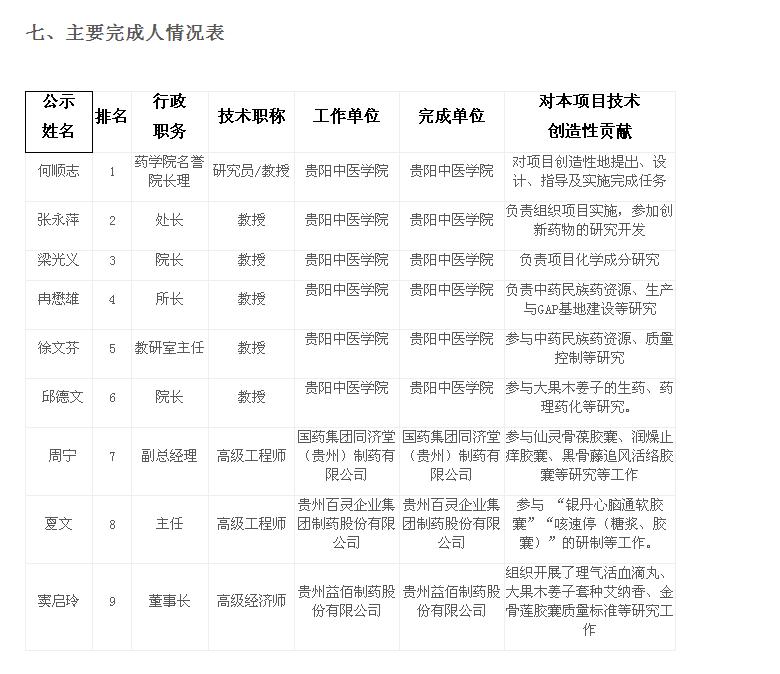 七、主要完成人情况表
公示
姓名
排名
行政
职务
技术职称
工作单位
完成单位
对本项目技术
创造性贡献
何顺志
1
药学院名誉
院长理
研究员/教授
贵阳中医学院
贵阳中医学院
对项目创造性地提出、设
计、指导及实施完成任务
张永萍
2
处长
教授
贵阳中医学院
贵阳中医学院
负责组织项目实施，参加创
新药物的研究开发
梁光义
3
院长
教授
贵阳中医学院
贵阳中医学院
负责项目化学成分研究
冉懋雄
4
所长
教授
贵阳中医学院
贵阳中医学院
负责中药民族药资源、生产
与GAP基地建设等研究
徐文芬
5
教研室主任
教授
贵阳中医学院
贵阳中医学院
参与中药民族药资源、质量
控制等研究
邱德文
6
院长
教授
贵阳中医学院
贵阳中医学院
参与大果木姜子的生药、药
理药化等研究。
周宁
7
副总经理
高级工程师
国药集团同济堂
（贵州）制药有
限公司
国药集团同济堂
（贵州）制药有
限公司
参与仙灵骨葆胶囊、润燥止
痒胶囊、黑骨藤追风活络胶
囊等研究等工作
夏文
8
主任
高级工程师
贵州百灵企业集
团制药股份有限
公司
贵州百灵企业集
团制药股份有限
公司
参与 “银丹心脑通软胶
囊”“咳速停（糖浆、胶
囊）”的研制等工作。
窦启玲
9
董事长
高级经济师
贵州益佰制药股
份有限公司
贵州益佰制药股
份有限公司
组织开展了理气活血滴丸、
大果木姜子套种艾纳香、金
骨莲胶囊质量标准等研究工
作